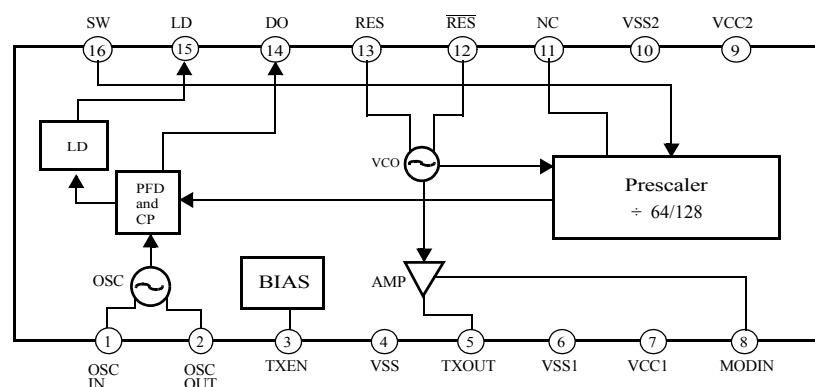 SW LD DO RES RES NC VSS2 VCC2
16 15 14 13 12 11 10 9
LD
PFD
and
CP
VCO
Prescaler
÷ 64/128
OSC
BIAS
AMP
1 2 3 4 5 6 7 8
OSC
IN
OSC
OUT
TXEN VSS TXOUT VSS1 VCC1 MODIN